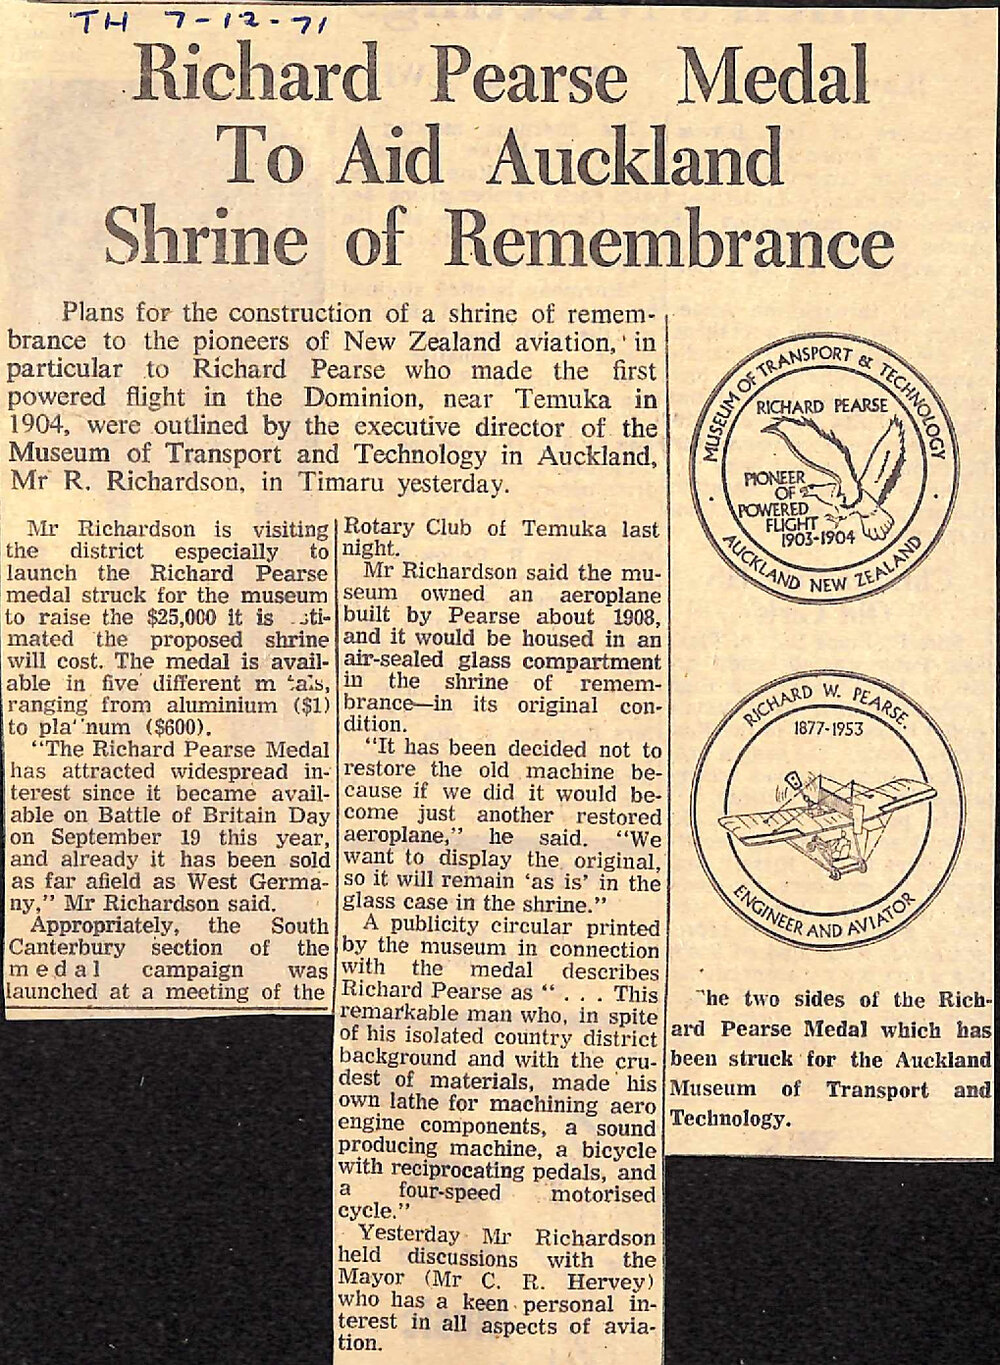 TH 7-12-71
Richard Pearse Medal
To Aid Auckland
Shrine of Remembrance
Plans for the construction of a shrine of remem-
brance to the pioneers of New Zealand aviation, in
particular to Richard Pearse who made the first
powered flight in the Dominion, near Temuka in
1904, were outlined by the executive director of the
Museum of Transport and Technology in Auckland,
Mr R. Richardson, in Timaru yesterday.
Mr Richardson is visiting
the district especially to
launch the Richard Pearse
medal struck for the museum
to raise the $25,000 it is sti-
mated the proposed shrine
will cost. The medal is avail-
able in five different m tals,
ranging from aluminium ($1)
to pla num ($600).
"The Richard Pearse Medal
has attracted widespread in-
terest since it became avail-
able on Battle of Britain Day
on September 19 this year,
and already it has been sold
as far afield as West Germa-
ny," Mr Richardson said.
Appropriately, the South
Canterbury section of the
medal campaign was
launched at a meeting of the
Rotary Club of Temuka last
night.
Mr Richardson said the mu-
seum owned an aeroplane
built by Pearse about 1908,
and it would be housed in an
air-sealed glass compartment
in the shrine of remem-
brance—in its original con-
dition.
"It has been decided not to
restore the old machine be-
cause if we did it would be-
come just another restored
aeroplane," he said. "We
want to display the original,
so it will remain 'as is' in the
glass case in the shrine."
A publicity circular printed
by the museum in connection
with the medal describes
Richard Pearse as ". . . This
remarkable man who, in spite
of his isolated country district
background and with the cru-
dest of materials, made his
own lathe for machining aero
engine components, a sound
producing machine, a bicycle
with reciprocating pedals, and
a four-speed motorised
cycle."
Yesterday Mr Richardson
held discussions with the
Mayor (Mr C. R. Hervey)
who has a keen personal in-
terest in all aspects of avia-
tion.
MUSEUM OF TRANSPORT & TECHNOLOGY
RICHARD PEARSE
PIONEER
OF
POWERED
FLIGHT
1903-1904
AUCKLAND NEW ZEALAND
RICHARD W. PEARSE.
1877-1953
ENGINEER AND AVIATOR
he two sides of the Rich-
ard Pearse Medal which has
been struck for the Auckland
Museum of Transport and
Technology.